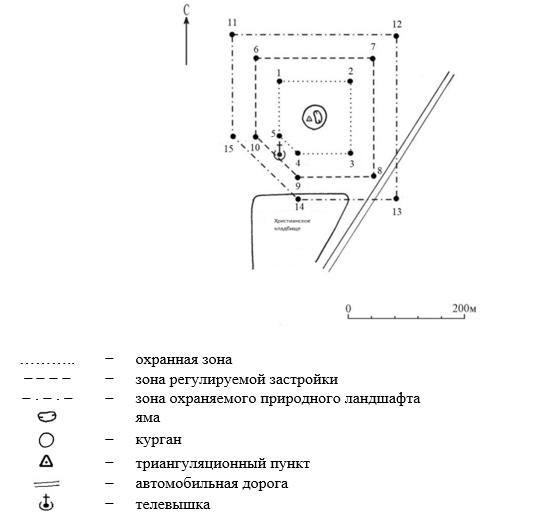 С
11
12
6
7
1
2
5
15
10
4
3
9
8
14
13
Христианское
кладбище
0
200м
– охранная зона
– зона регулируемой застройки
– зона охраняемого природного ландшафта
– яма
– курган
– триангуляционный пункт
– автомобильная дорога
– телевышка